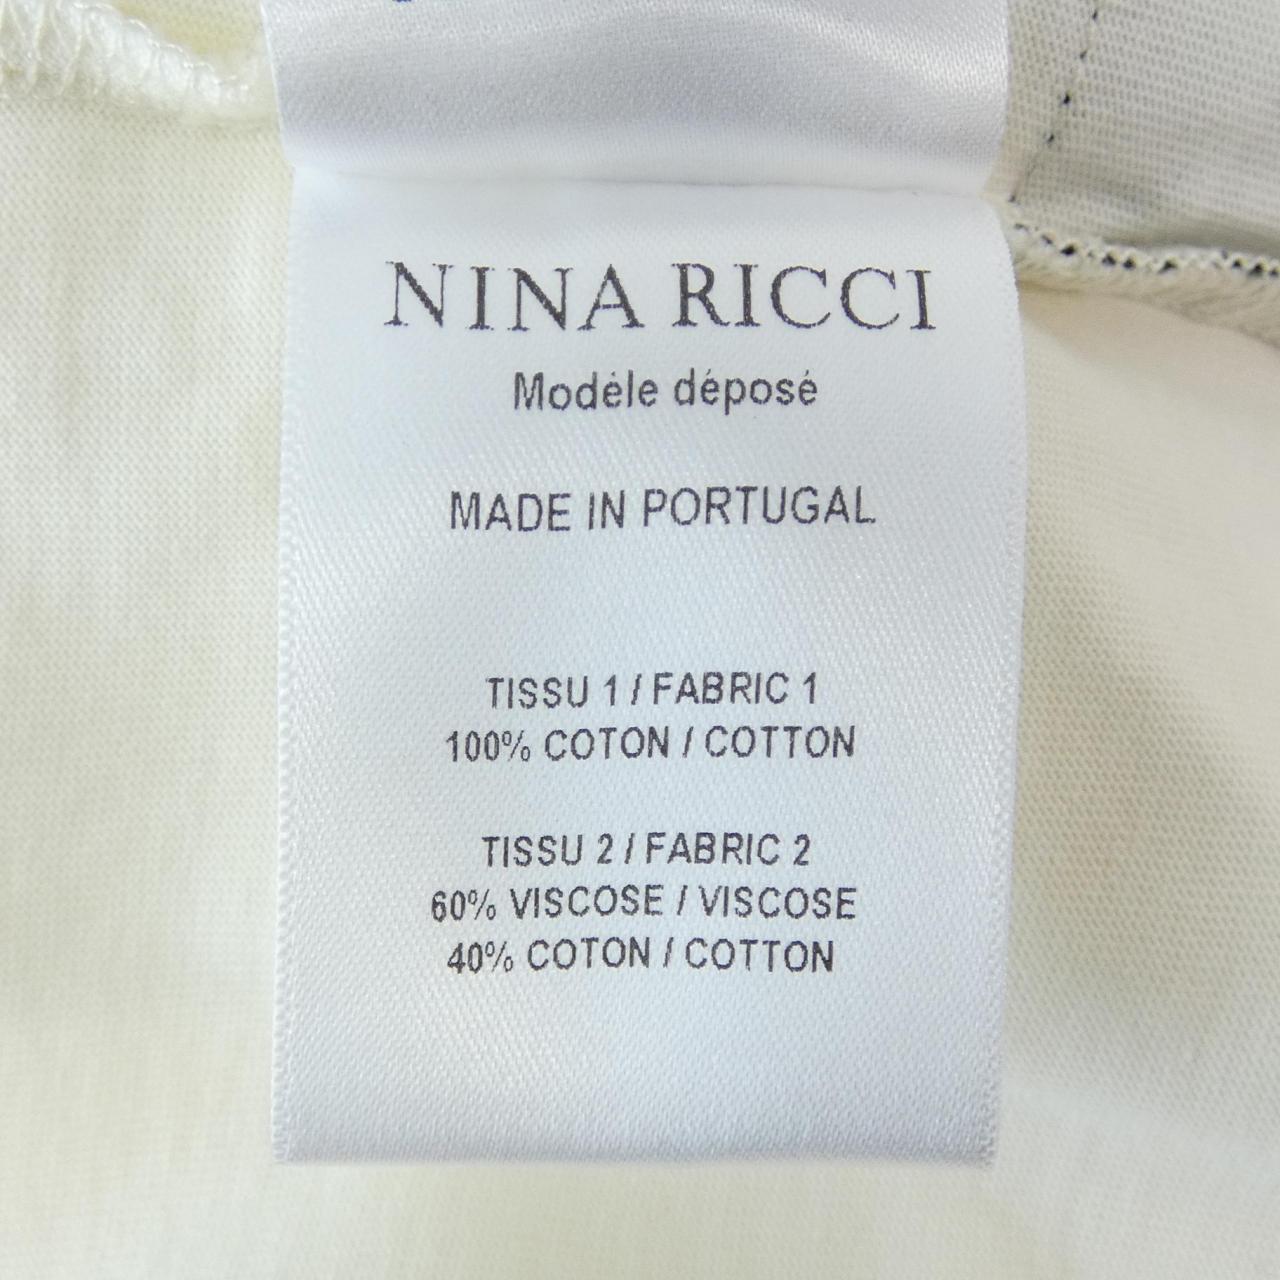 NINA RICCI
Modèle déposé
MADE IN PORTUGAL
TISSU 1 / FABRIC 1
100% COTON / COTTON
TISSU 2 / FABRIC 2
60% VISCOSE / VISCOSE
40% COTON / COTTON